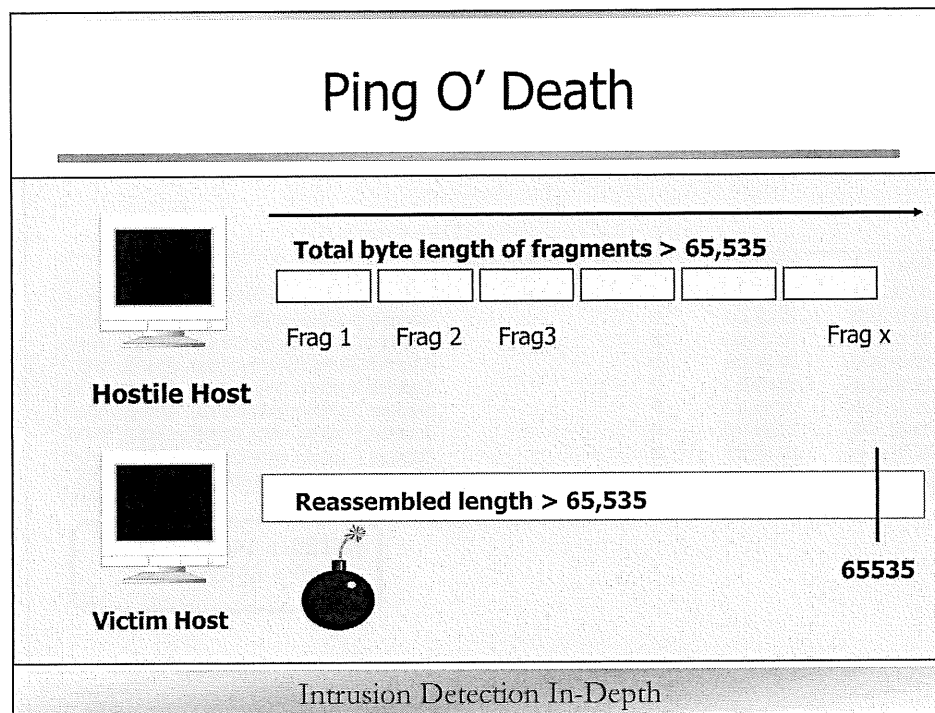 Ping O' Death
Total byte length of fragments > 65,535
Frag 1 Frag 2 Frag3 Frag x
Hostile Host
Reassembled length > 65,535
65535
Victim Host
Intrusion Detection In-Depth